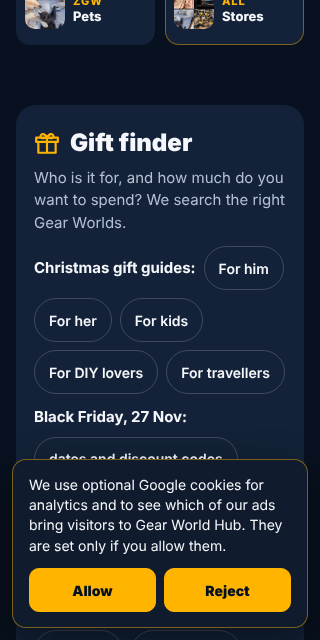 ZGW
Pets
ALL
Stores
Gift finder
Who is it for, and how much do you
want to spend? We search the right
Gear Worlds.
Christmas gift guides:
For him
For her
For kids
For DIY lovers
For travellers
Black Friday, 27 Nov:
dates and discount codes
We use optional Google cookies for
analytics and to see which of our ads
bring visitors to Gear World Hub. They
are set only if you allow them.
Allow
Reject